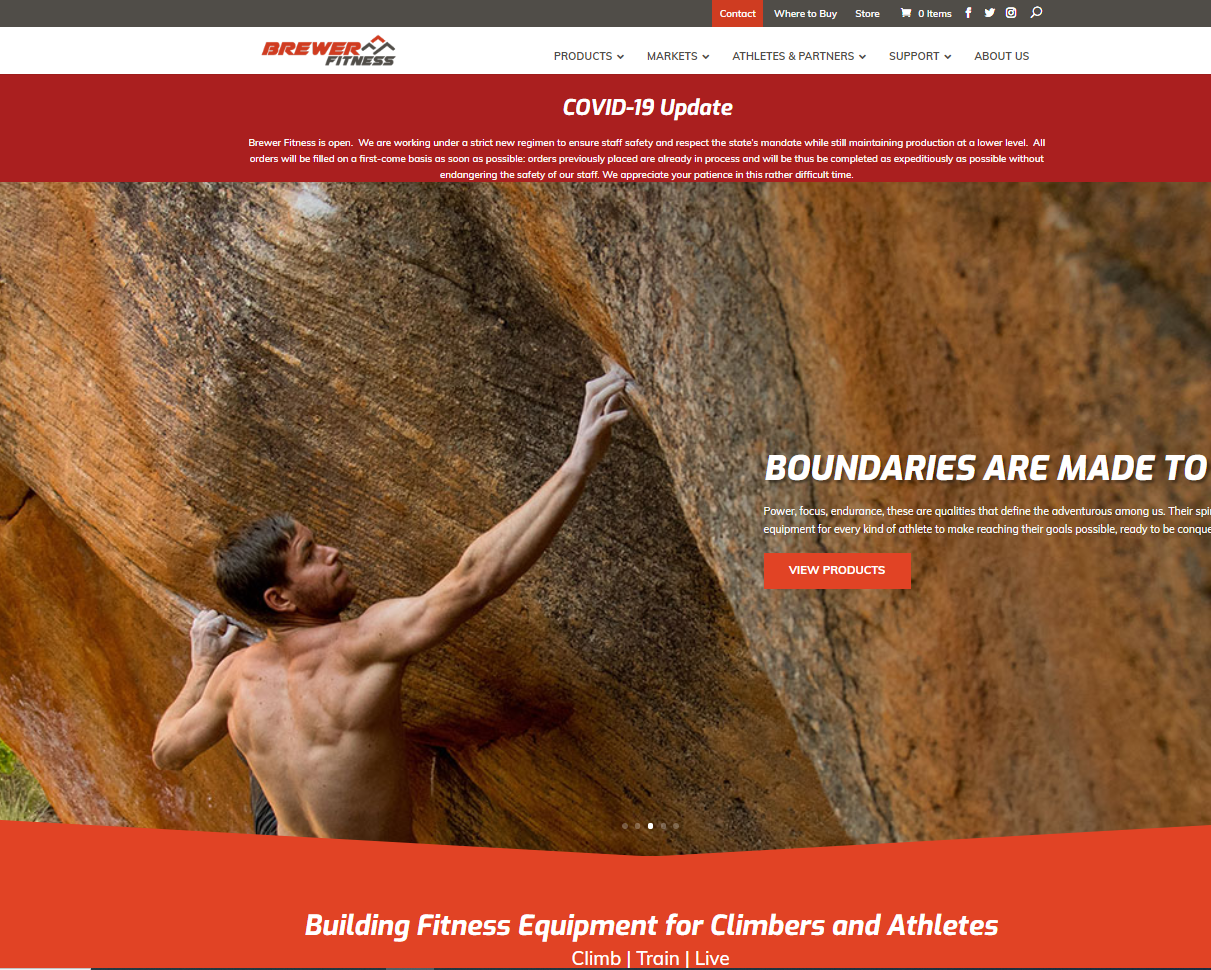 Contact Where to Buy Store 0 Items
BREWER
FITNESS
PRODUCTS MARKETS ATHLETES & PARTNERS SUPPORT ABOUT US
COVID-19 Update
Brewer Fitness is open. We are working under a strict new regimen to ensure staff safety and respect the state's mandate while still maintaining production at a lower level. All
orders will be filled on a first-come basis as soon as possible: orders previously placed are already in process and will be thus be completed as expeditiously as possible without
endangering the safety of our staff. We appreciate your patience in this rather difficult time.
BOUNDARIES ARE MADE TO
Power, focus, endurance, these are qualities that define the adventurous among us. Their spi
equipment for every kind of athlete to make reaching their goals possible, ready to be conque
VIEW PRODUCTS
Building Fitness Equipment for Climbers and Athletes
Climb | Train | Live